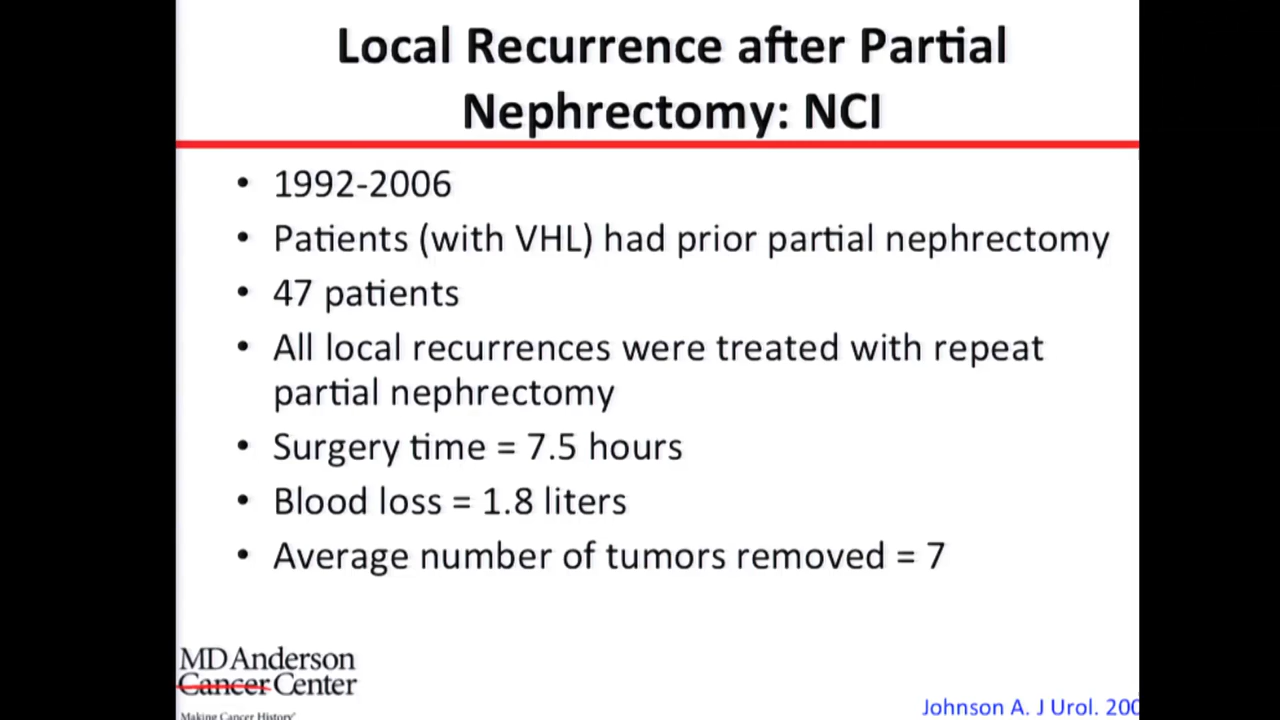 Local Recurrence after Partial
Nephrectomy: NCI
• 1992-2006
• Patients (with VHL) had prior partial nephrectomy
• 47 patients
• All local recurrences were treated with repeat
partial nephrectomy
• Surgery time = 7.5 hours
• Blood loss = 1.8 liters
• Average number of tumors removed = 7
MD Anderson
Cancer Center
Making Cancer History®
Johnson A. J Urol. 200